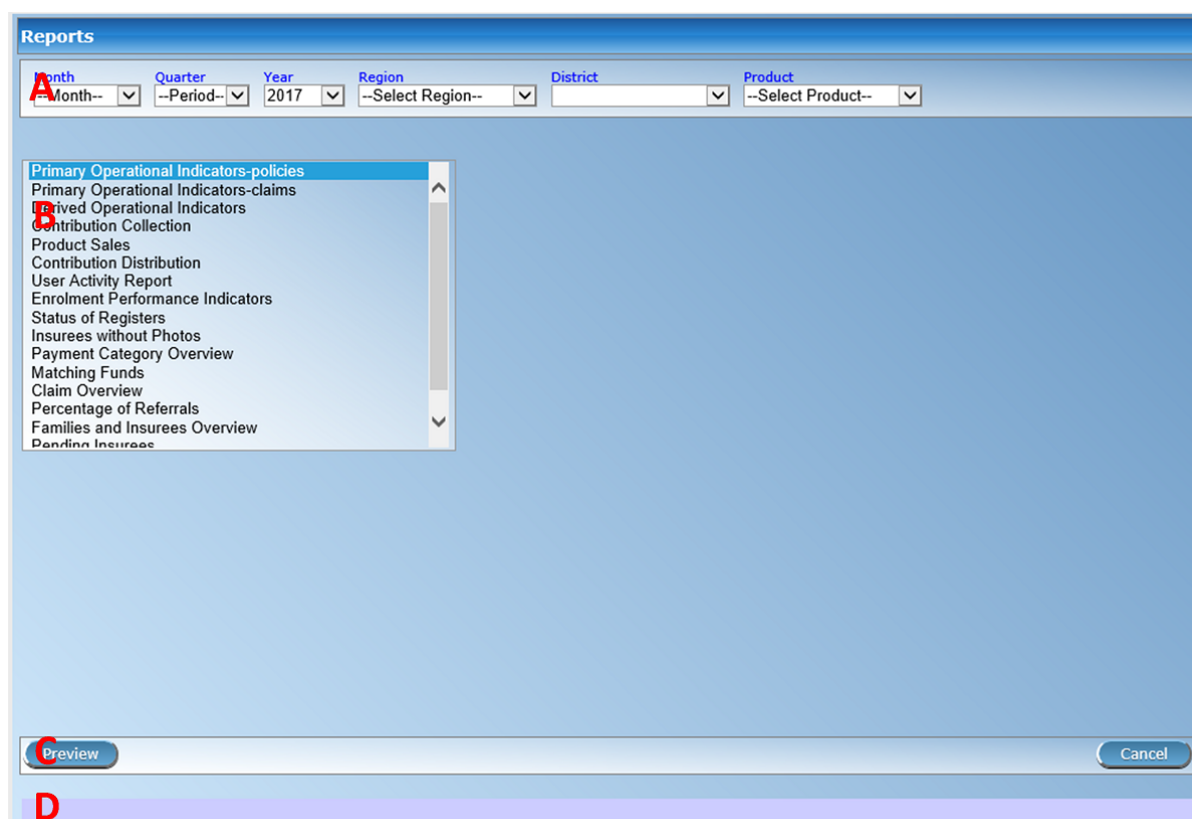 Reports
Month Quarter Year Region District Product
A
--Month-- --Period-- 2017 --Select Region-- --Select Product--
Primary Operational Indicators-policies
Primary Operational Indicators-claims
Derived Operational Indicators
B
Contribution Collection
Product Sales
Contribution Distribution
User Activity Report
Enrolment Performance Indicators
Status of Registers
Insurees without Photos
Payment Category Overview
Matching Funds
Claim Overview
Percentage of Referrals
Families and Insurees Overview
Pending Insurees
C
Preview Cancel
D